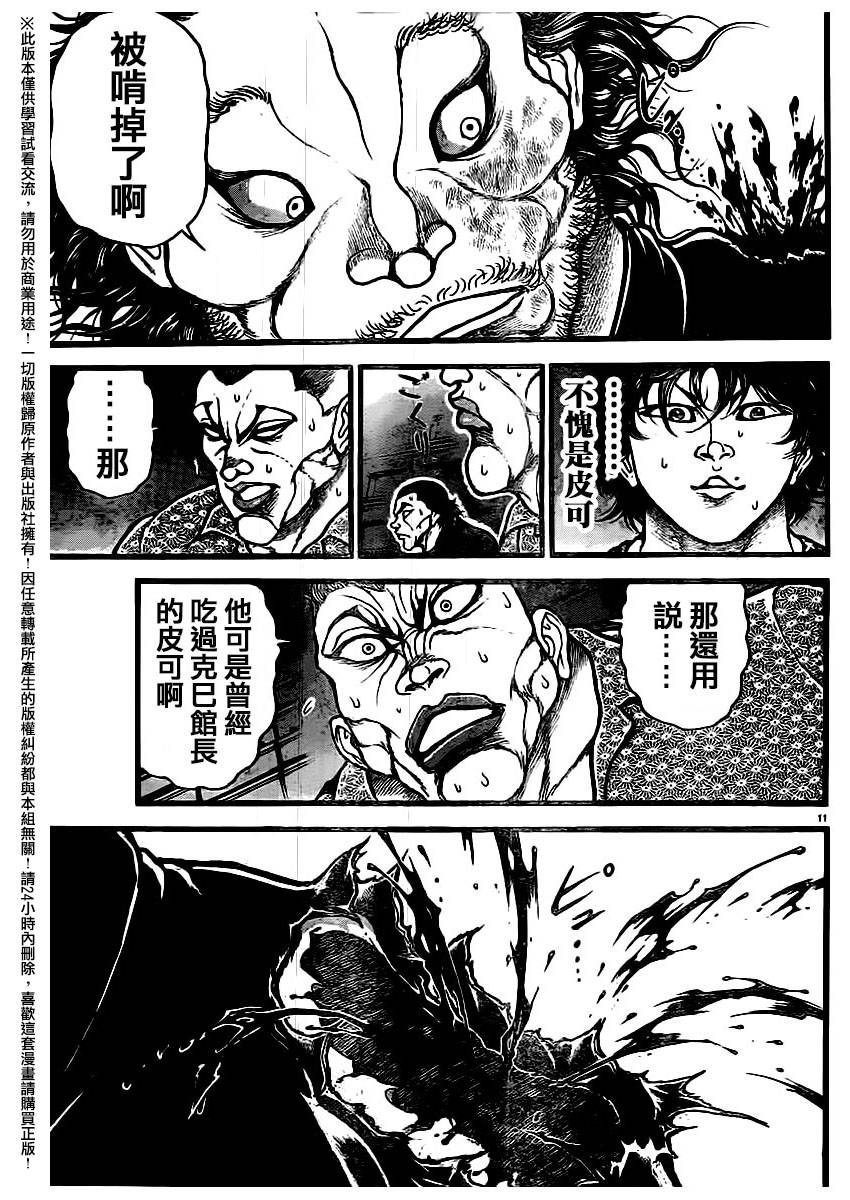 被啃掉了啊
………
不愧是皮可
……那
那還用
説……
他可是曾經
吃過克巳館長
的皮可啊
11
ピュ……
※此版本僅供學習試看交流，請勿用於商業用途！一切版權歸原作者與出版社擁有！因任意轉載所產生的版權糾紛都與本組無關！請24小時內刪除，喜歡這套漫畫請購買正版！